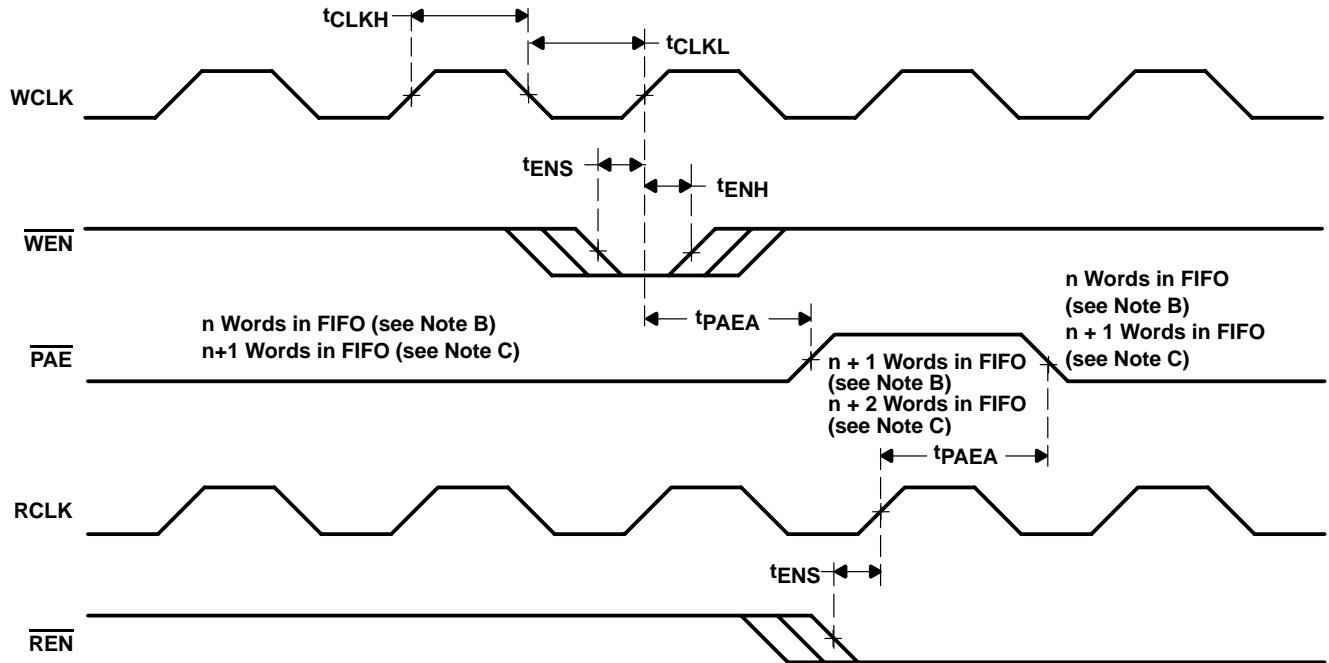 tCLKH
tCLKL
WCLK
tENS
tENH
WEN
n Words in FIFO (see Note B)
n+1 Words in FIFO (see Note C)
tPAEA
n Words in FIFO
(see Note B)
n + 1 Words in FIFO
(see Note C)
PAE
n + 1 Words in FIFO
(see Note B)
n + 2 Words in FIFO
(see Note C)
tPAEA
RCLK
tENS
REN